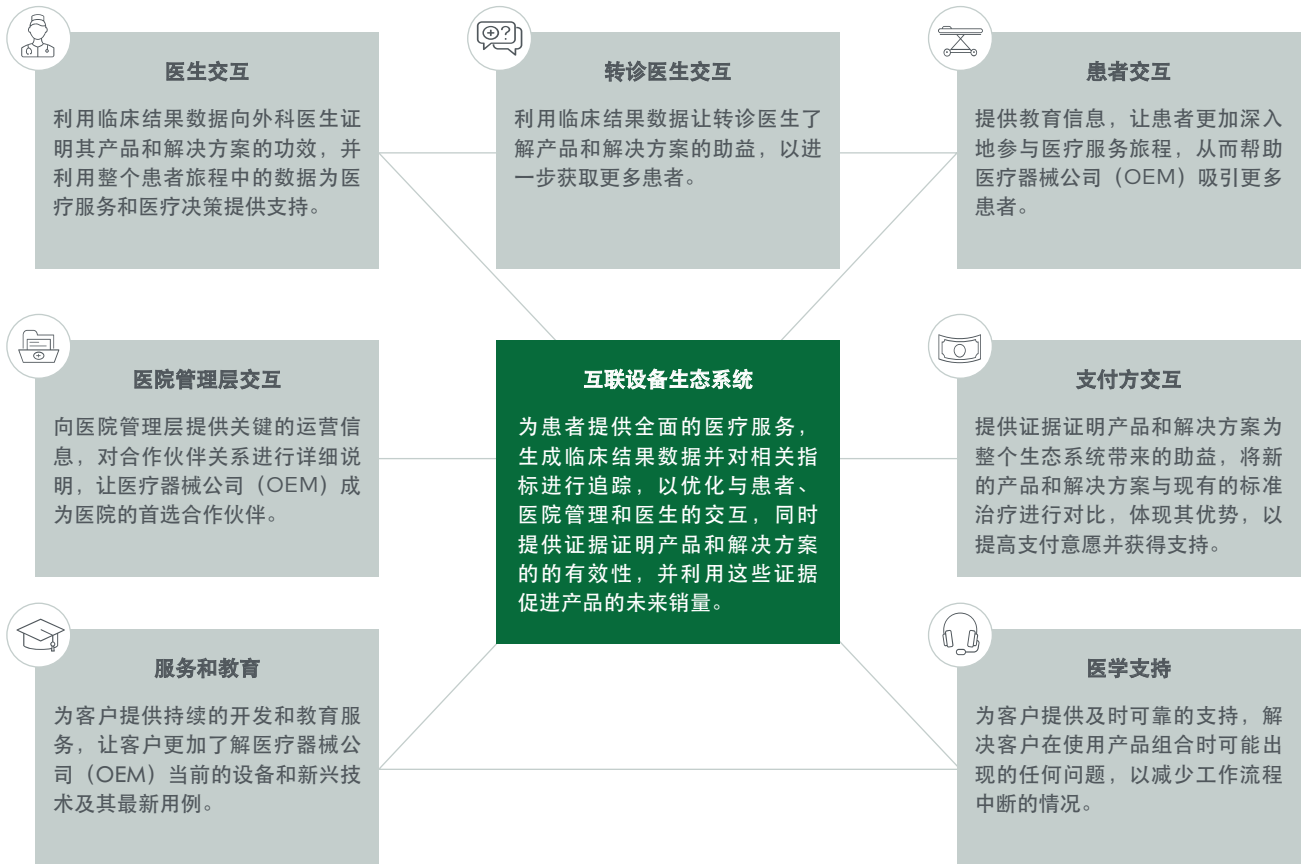 医生交互
利用临床结果数据向外科医生证
明其产品和解决方案的功效，并
利用整个患者旅程中的数据为医
疗服务和医疗决策提供支持。
转诊医生交互
利用临床结果数据让转诊医生了
解产品和解决方案的助益，以进
一步获取更多患者。
患者交互
提供教育信息，让患者更加深入
地参与医疗服务旅程，从而帮助
医疗器械公司（OEM）吸引更多
患者。
医院管理层交互
向医院管理层提供关键的运营信
息，对合作伙伴关系进行详细说
明，让医疗器械公司（OEM）成
为医院的首选合作伙伴。
互联设备生态系统
为患者提供全面的医疗服务，
生成临床结果数据并对相关指
标进行追踪，以优化与患者、
医院管理和医生的交互，同时
提供证据证明产品和解决方案
的的有效性，并利用这些证据
促进产品的未来销量。
支付方交互
提供证据证明产品和解决方案为
整个生态系统带来的助益，将新
的产品和解决方案与现有的标准
治疗进行对比，体现其优势，以
提高支付意愿并获得支持。
服务和教育
为客户提供持续的开发和教育服
务，让客户更加了解医疗器械公
司（OEM）当前的设备和新兴技
术及其最新用例。
医学支持
为客户提供及时可靠的支持，解
决客户在使用产品组合时可能出
现的任何问题，以减少工作流程
中断的情况。